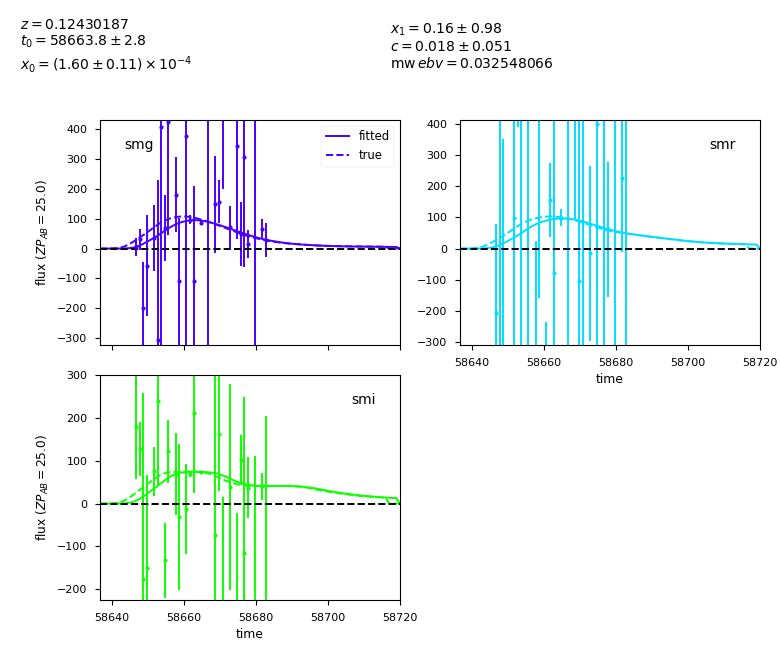 z = 0.12430187
t₀ = 58663.8 ± 2.8
x₀ = (1.60 ± 0.11) × 10⁻⁴
x₁ = 0.16 ± 0.98
c = 0.018 ± 0.051
mw ebv = 0.032548066
smg
fitted
true
400
300
200
100
0
−100
−200
−300
flux (ZP_AB = 25.0)
smr
400
300
200
100
0
−100
−200
−300
58640
58660
58680
58700
58720
time
smi
300
200
100
0
−100
−200
flux (ZP_AB = 25.0)
58640
58660
58680
58700
58720
time